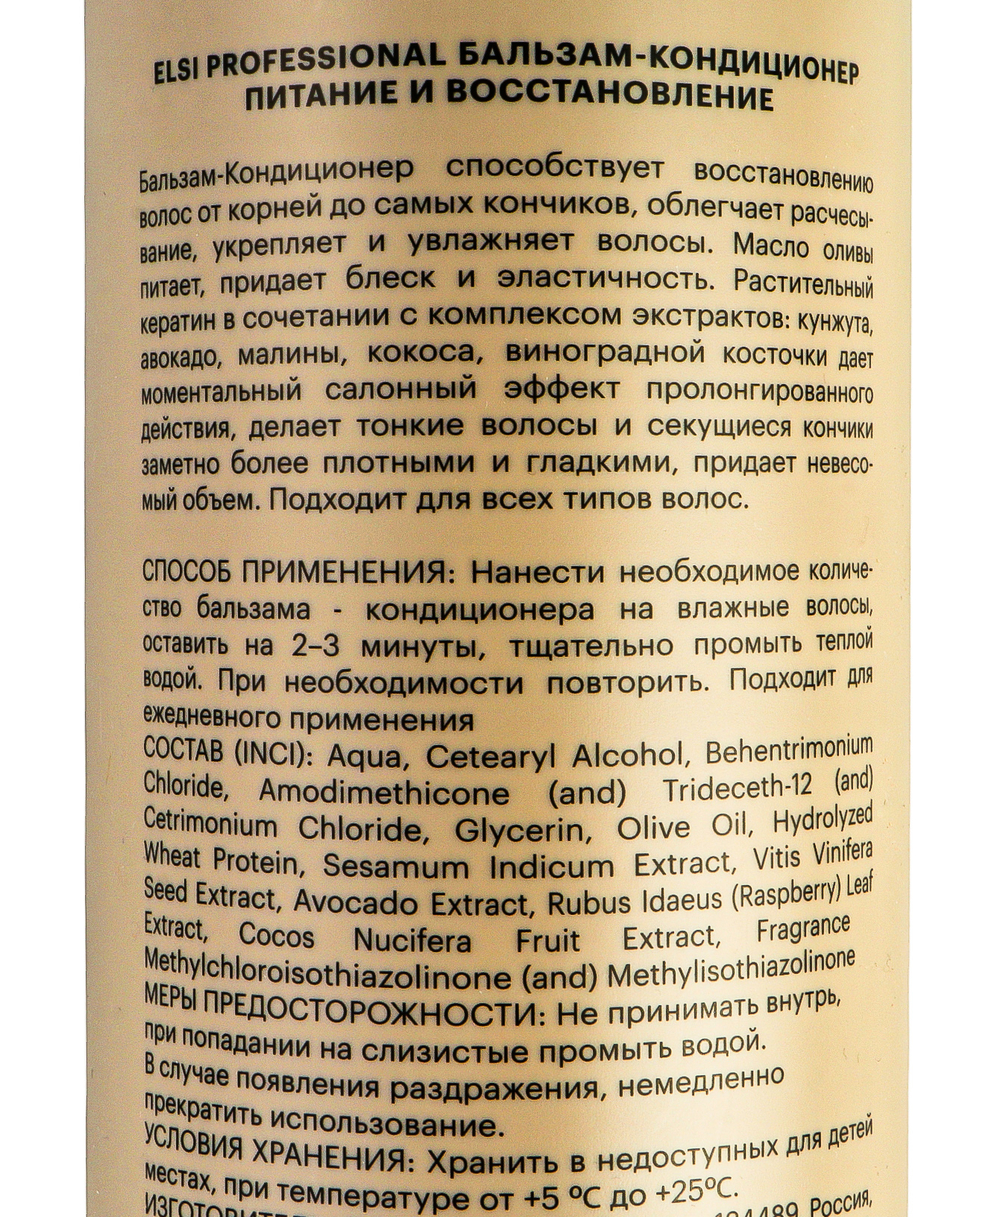 ELSI PROFESSIONAL БАЛЬЗАМ-КОНДИЦИОНЕР
ПИТАНИЕ И ВОССТАНОВЛЕНИЕ
Бальзам-Кондиционер способствует восстановлению
волос от корней до самых кончиков, облегчает расчесы-
вание, укрепляет и увлажняет волосы. Масло оливы
питает, придает блеск и эластичность. Растительный
кератин в сочетании с комплексом экстрактов: кунжута,
авокадо, малины, кокоса, виноградной косточки дает
моментальный салонный эффект пролонгированного
действия, делает тонкие волосы и секущиеся кончики
заметно более плотными и гладкими, придает невесо-
мый объем. Подходит для всех типов волос.
СПОСОБ ПРИМЕНЕНИЯ: Нанести необходимое количе-
ство бальзама - кондиционера на влажные волосы,
оставить на 2–3 минуты, тщательно промыть теплой
водой. При необходимости повторить. Подходит для
ежедневного применения
СОСТАВ (INCI): Aqua, Cetearyl Alcohol, Behentrimonium
Chloride, Amodimethicone (and) Trideceth-12 (and)
Cetrimonium Chloride, Glycerin, Olive Oil, Hydrolyzed
Wheat Protein, Sesamum Indicum Extract, Vitis Vinifera
Seed Extract, Avocado Extract, Rubus Idaeus (Raspberry) Leaf
Extract, Cocos Nucifera Fruit Extract, Fragrance
Methylchloroisothiazolinone (and) Methylisothiazolinone
МЕРЫ ПРЕДОСТОРОЖНОСТИ: Не принимать внутрь,
при попадании на слизистые промыть водой.
В случае появления раздражения, немедленно
прекратить использование.
УСЛОВИЯ ХРАНЕНИЯ: Хранить в недоступных для детей
местах, при температуре от +5 °C до +25°C.
Россия,